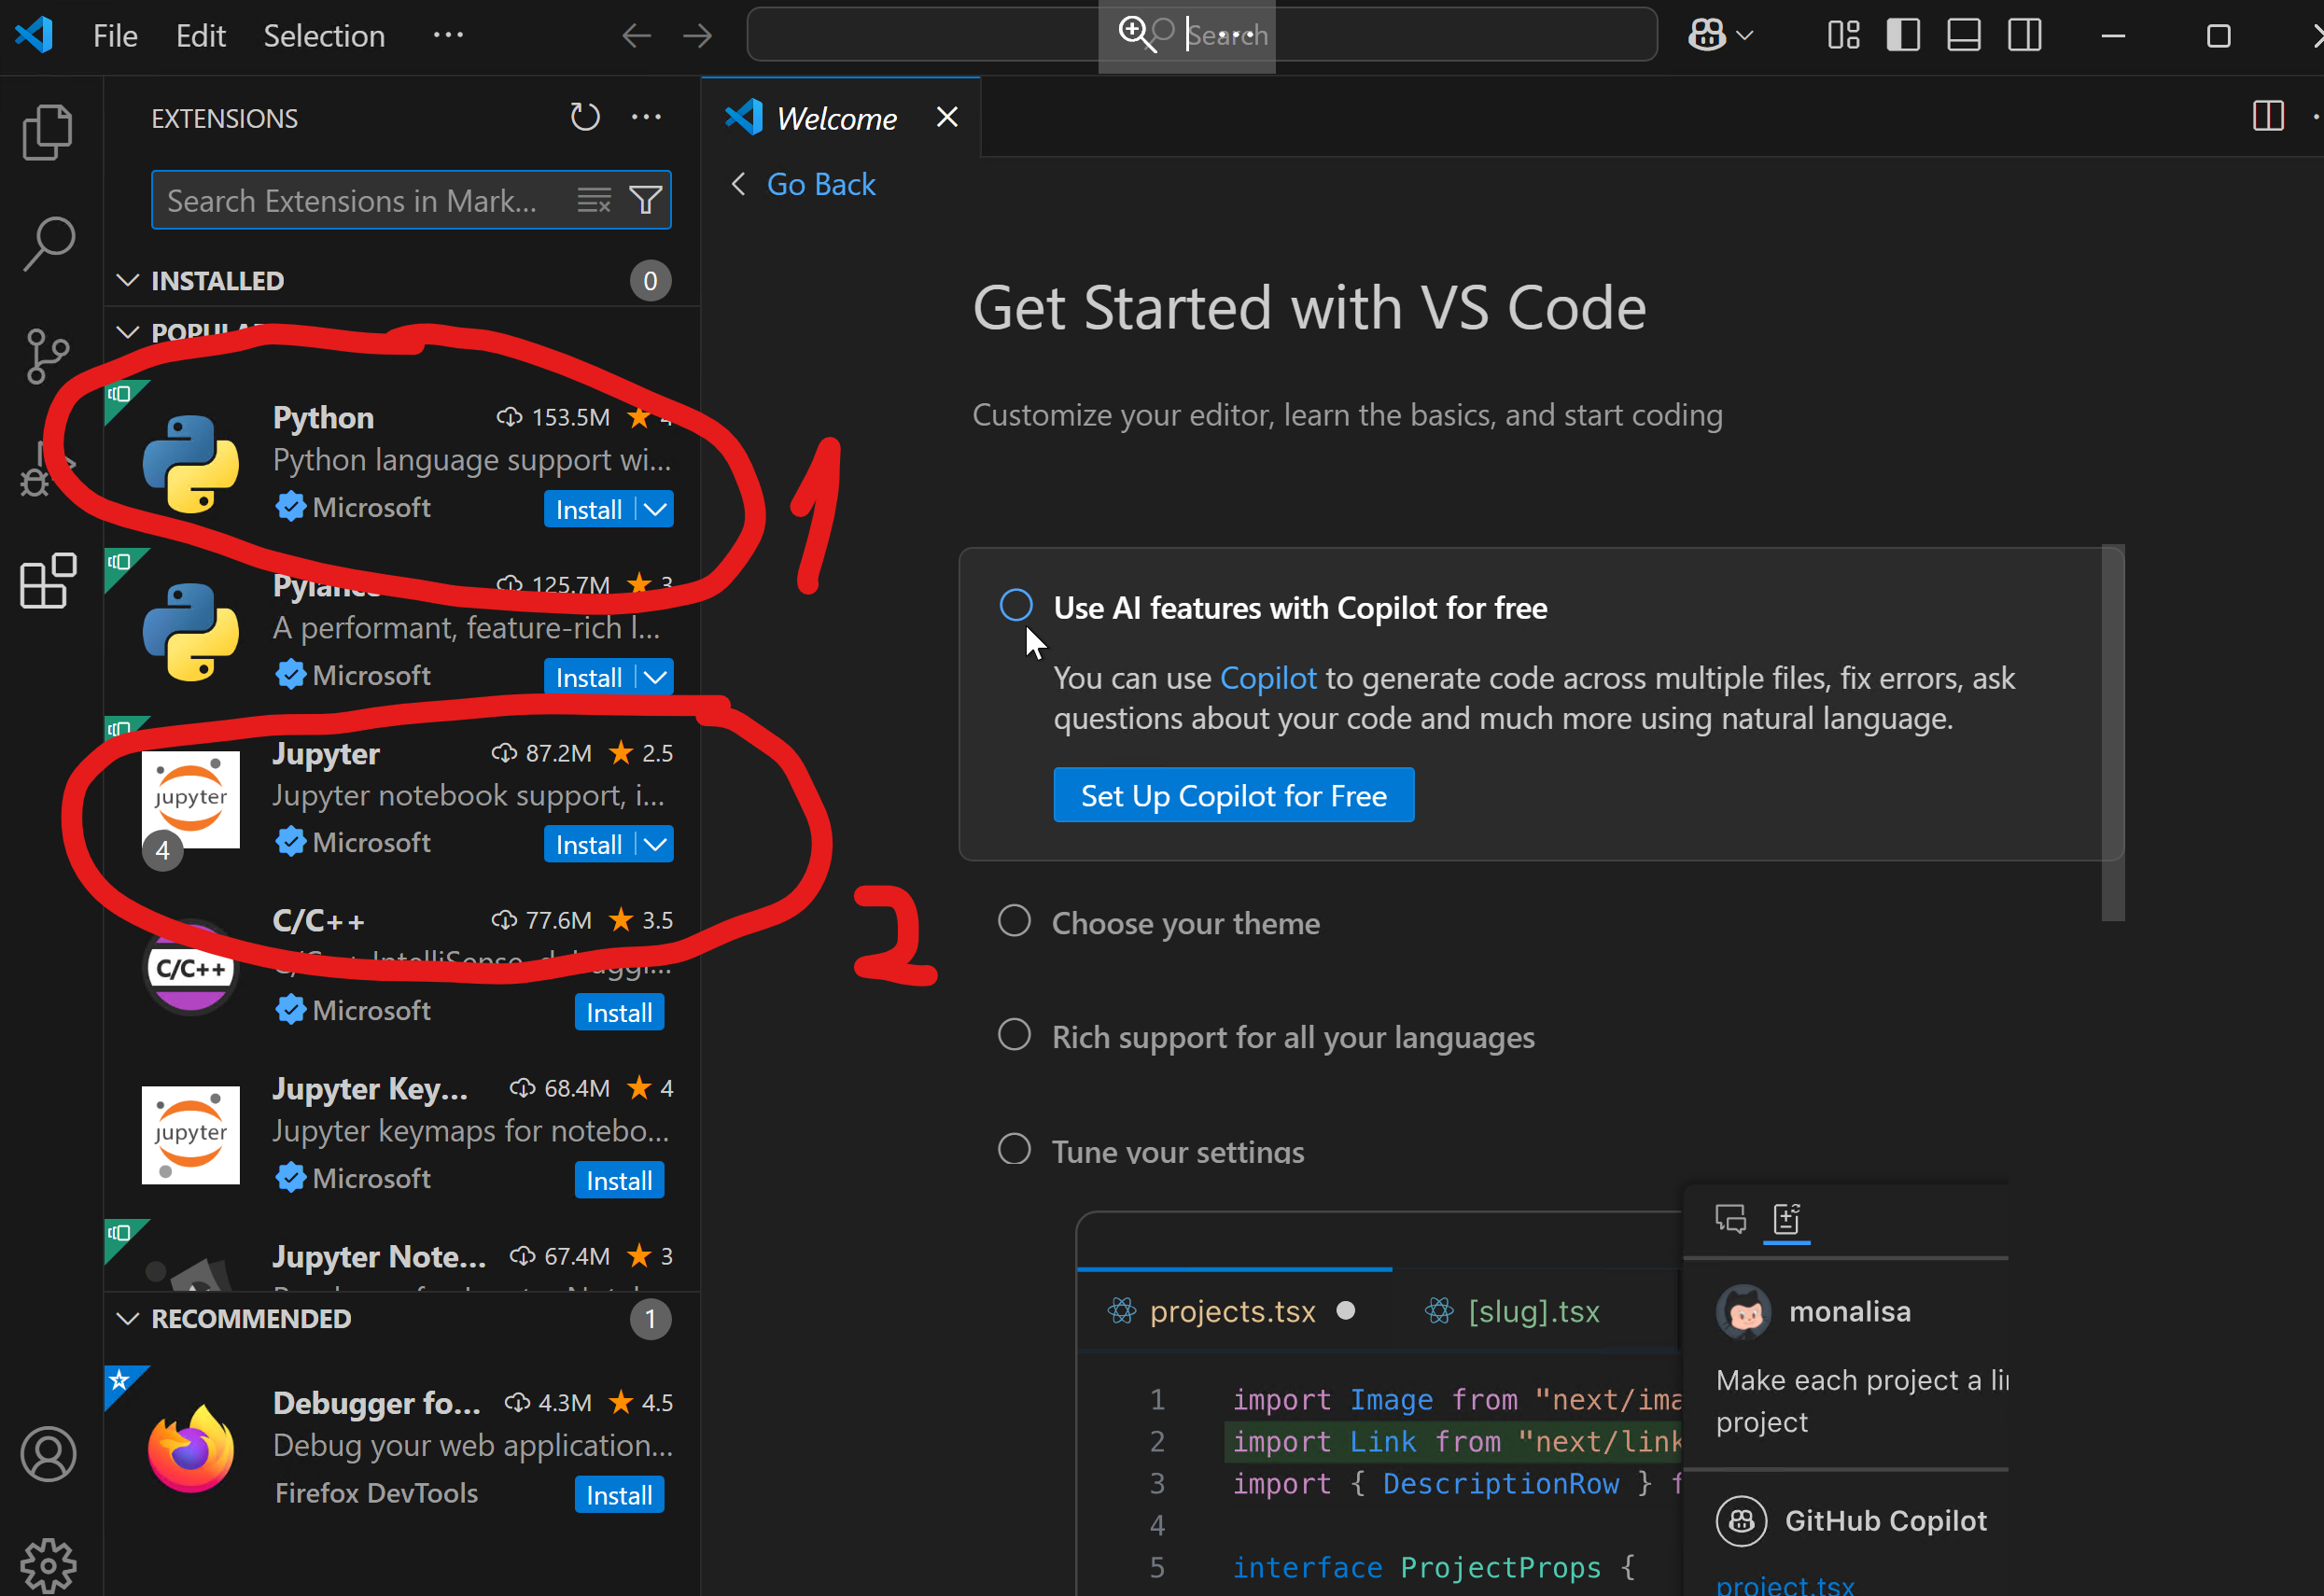 File Edit Selection ···
Search
EXTENSIONS
Search Extensions in Mark...
INSTALLED 0
Python 153.5M
Python language support wi...
Microsoft Install
125.7M 3
A performant, feature-rich l...
Microsoft Install
Jupyter 87.2M 2.5
Jupyter notebook support, i...
Microsoft Install
jupyter
4
C/C++ 77.6M 3.5
C/C++
Microsoft Install
Jupyter Key... 68.4M 4
Jupyter keymaps for notebo...
Microsoft Install
jupyter
Jupyter Note... 67.4M 3
RECOMMENDED 1
Debugger fo... 4.3M 4.5
Debug your web application...
Firefox DevTools Install
1
2
Welcome
Go Back
Get Started with VS Code
Customize your editor, learn the basics, and start coding
Use AI features with Copilot for free
You can use Copilot to generate code across multiple files, fix errors, ask
questions about your code and much more using natural language.
Set Up Copilot for Free
Choose your theme
Rich support for all your languages
Tune your settings
projects.tsx [slug].tsx
1 import Image from "next/ima
2 import Link from "next/link
3 import { DescriptionRow } f
4
5 interface ProjectProps {
monalisa
Make each project a li
project
GitHub Copilot
project.tsx